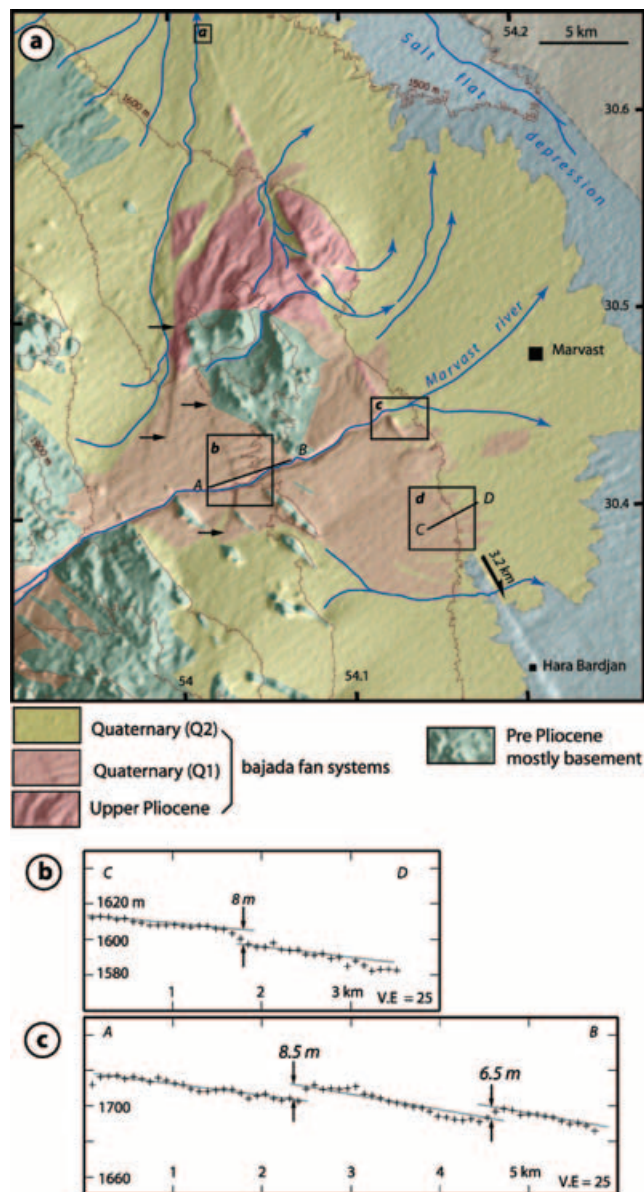 a
a
54.2
5 km
Salt flat depression
1500 m
1600 m
30.6
30.5
Marvast
Marvast river
c
b
B
A
d
D
C
30.4
3.2 km
1800 m
54.1
54
Hara Bardjan
Quaternary (Q2)
Quaternary (Q1)
Upper Pliocene
bajada fan systems
Pre Pliocene
mostly basement
b
C
D
8 m
1620 m
1600
1580
1
2
3 km
V.E = 25
c
A
B
8.5 m
6.5 m
1700
1660
1
2
3
4
5 km
V.E = 25